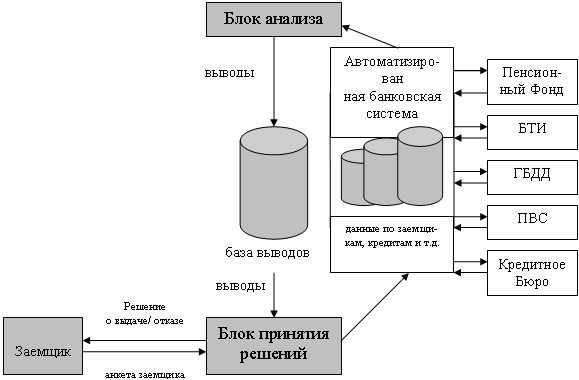 Блок анализа
Автоматизиро-
ван
ная банковская
система
выводы
Пенсион-
ный Фонд
БТИ
ГБДД
ПВС
данные по заемщи-
кам, кредитам и т.д.
база выводов
Кредитное
Бюро
выводы
Решение
о выдаче/ отказе
Блок принятия
решений
Заемщик
анкета заемщика